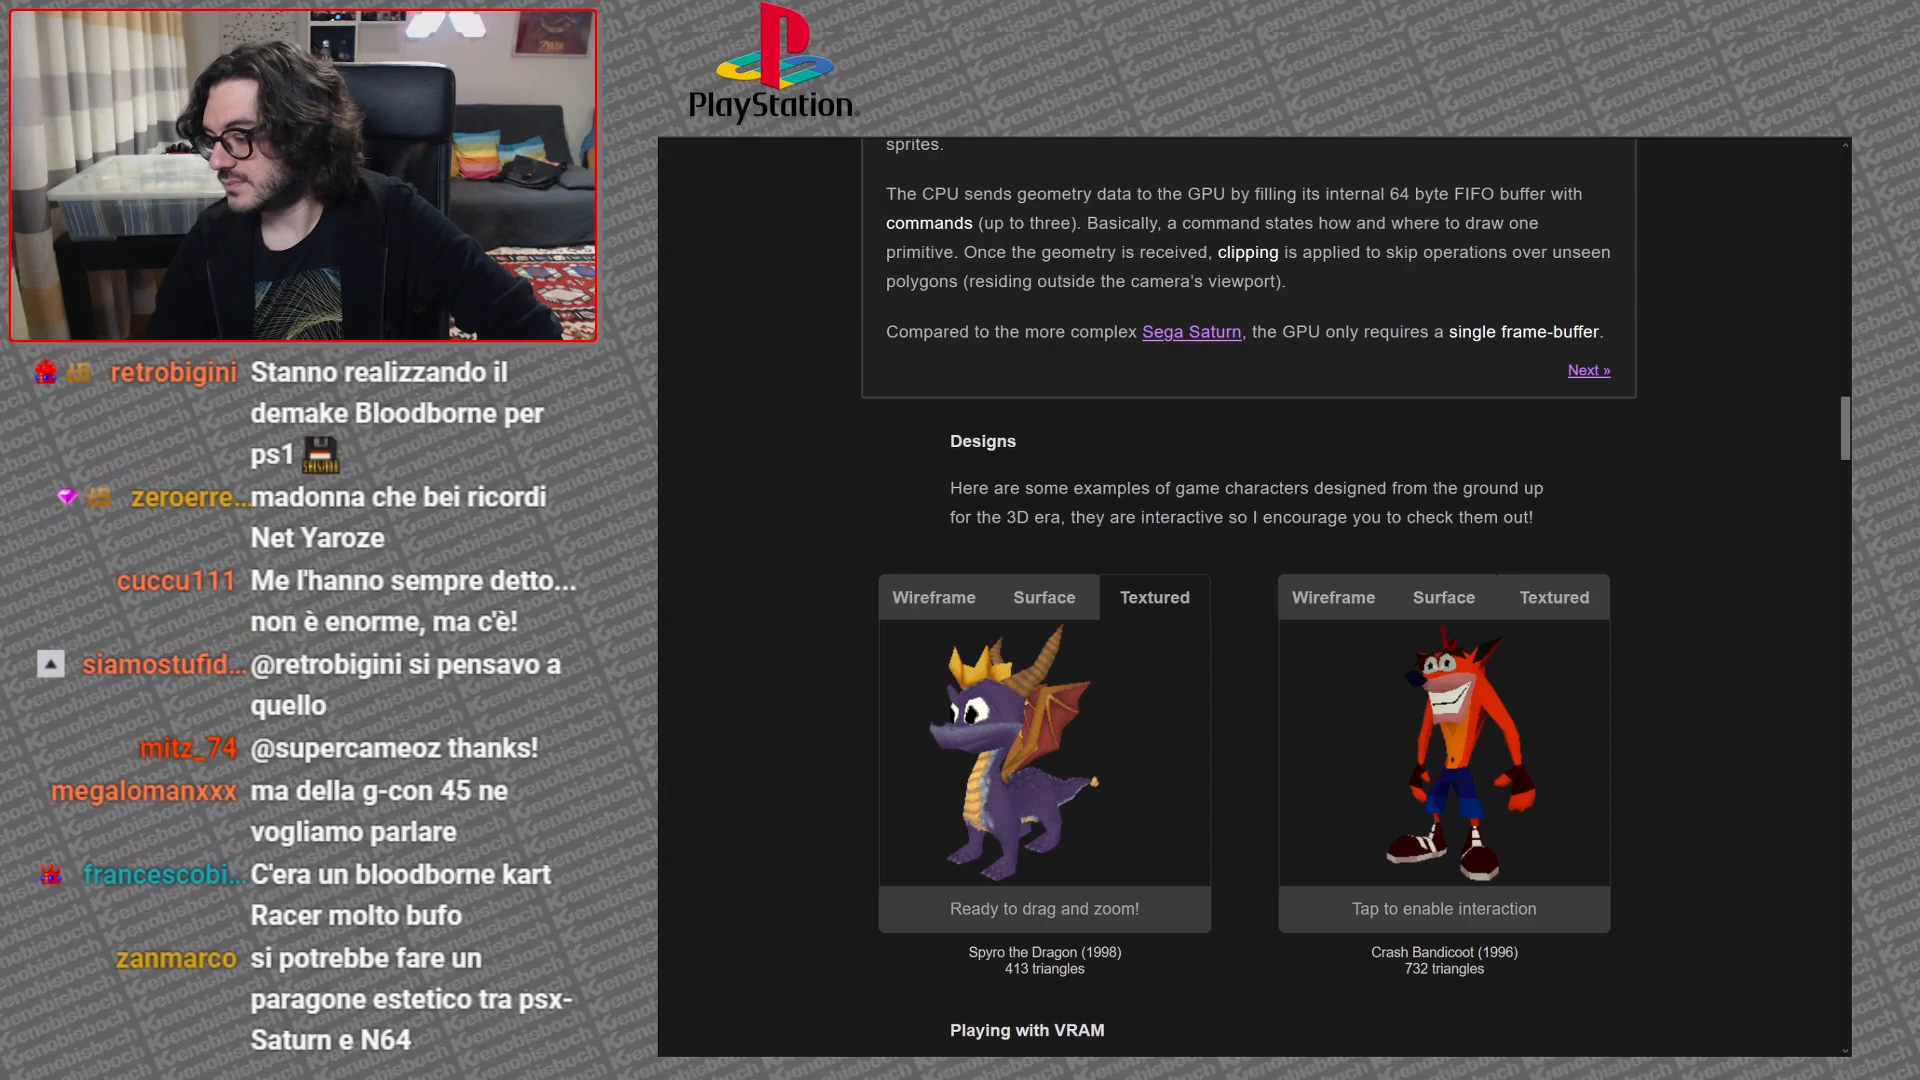 PlayStation
retrobigini Stanno realizzando il
demake Bloodborne per
ps1
zeroerre... madonna che bei ricordi
Net Yaroze
cuccu111 Me l'hanno sempre detto...
non è enorme, ma c'è!
siamostufid... @retrobigini si pensavo a
quello
mitz_74 @supercameoz thanks!
megalomanxxx ma della g-con 45 ne
vogliamo parlare
francescobi... C'era un bloodborne kart
Racer molto bufo
zanmarco si potrebbe fare un
paragone estetico tra psx-
Saturn e N64
sprites.
The CPU sends geometry data to the GPU by filling its internal 64 byte FIFO buffer with
commands (up to three). Basically, a command states how and where to draw one
primitive. Once the geometry is received, clipping is applied to skip operations over unseen
polygons (residing outside the camera's viewport).
Compared to the more complex Sega Saturn, the GPU only requires a single frame-buffer.
Next »
Designs
Here are some examples of game characters designed from the ground up
for the 3D era, they are interactive so I encourage you to check them out!
Wireframe Surface Textured
Wireframe Surface Textured
Ready to drag and zoom!
Tap to enable interaction
Spyro the Dragon (1998)
413 triangles
Crash Bandicoot (1996)
732 triangles
Playing with VRAM
Kenobisboch